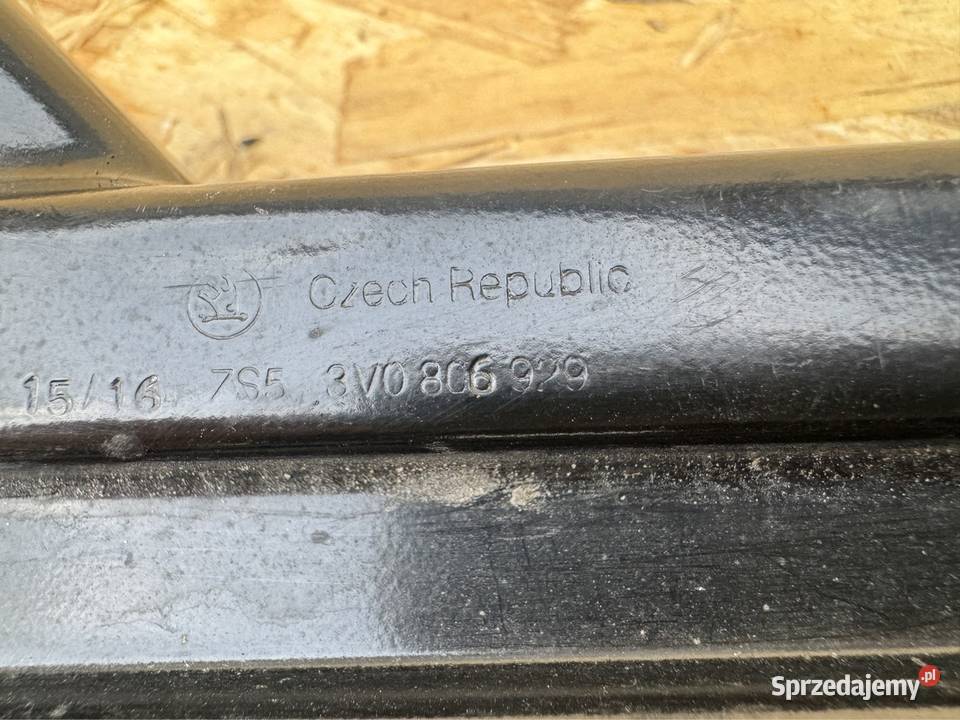 Czech Republic
15/16 7S5 3V0 806 929
Sprzedajemy.pl